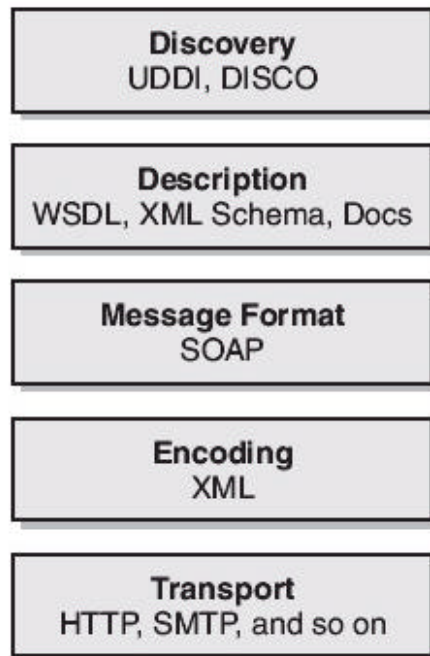 Discovery
UDDI, DISCO
Description
WSDL, XML Schema, Docs
Message Format
SOAP
Encoding
XML
Transport
HTTP, SMTP, and so on